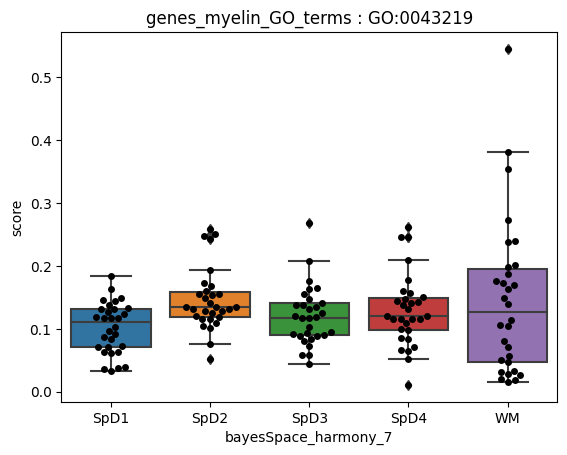 genes_myelin_GO_terms : GO:0043219
0.5
0.4
0.3
0.2
0.1
0.0
score
SpD1 SpD2 SpD3 SpD4 WM
bayesSpace_harmony_7